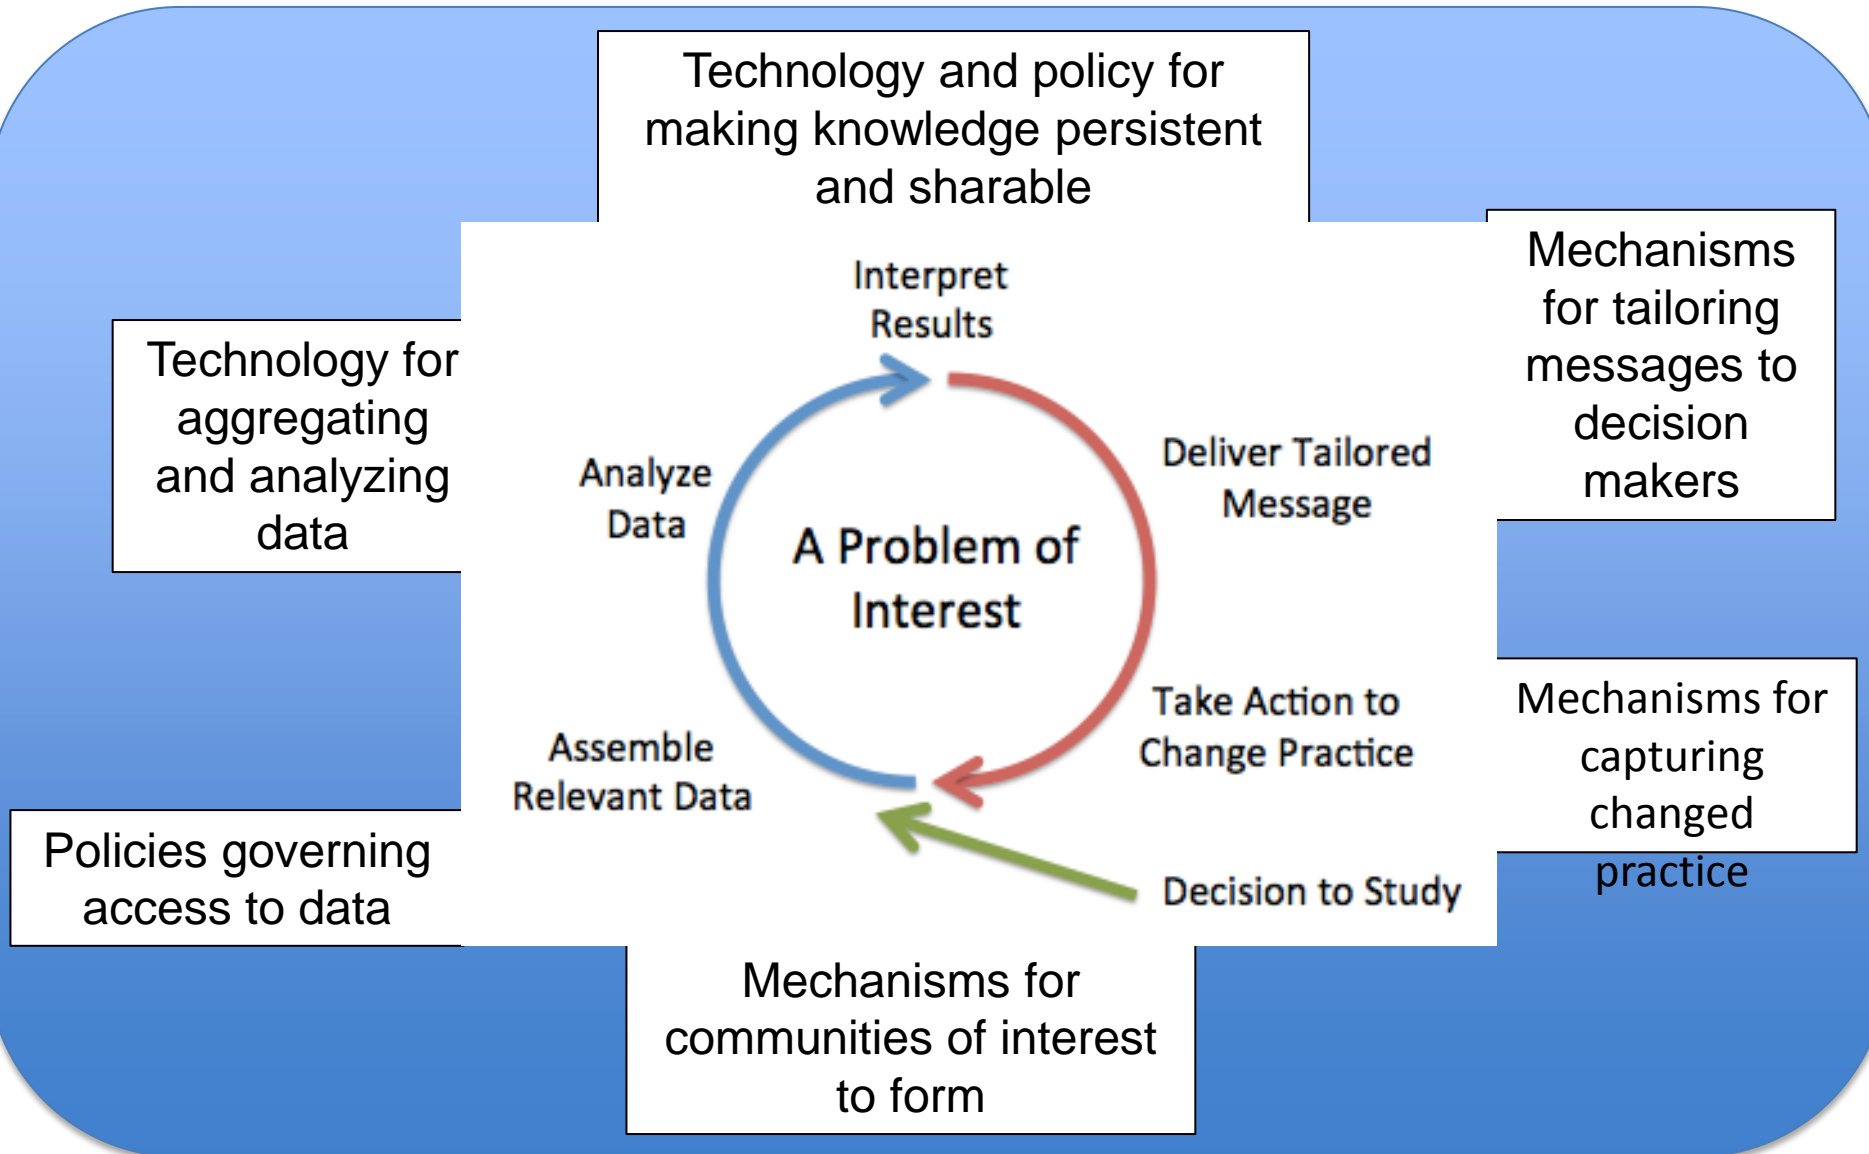 Technology and policy for
making knowledge persistent
and sharable
Mechanisms
for tailoring
messages to
decision
makers
Technology for
aggregating
and analyzing
data
Interpret
Results
Deliver Tailored
Message
Analyze
Data
A Problem of
Interest
Take Action to
Change Practice
Assemble
Relevant Data
Decision to Study
Mechanisms for
capturing
changed
practice
Policies governing
access to data
Mechanisms for
communities of interest
to form